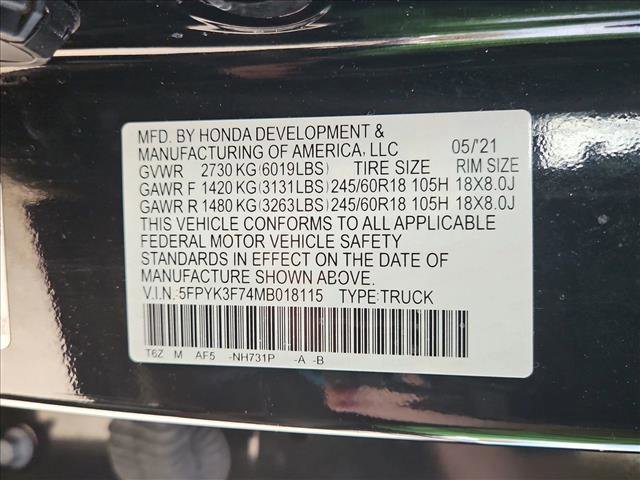 MFD. BY HONDA DEVELOPMENT &
MANUFACTURING OF AMERICA, LLC 05/'21
GVWR 2730 KG (6019LBS) TIRE SIZE RIM SIZE
GAWR F 1420 KG (3131LBS) 245/60R18 105H 18X8.0J
GAWR R 1480 KG (3263LBS) 245/60R18 105H 18X8.0J
THIS VEHICLE CONFORMS TO ALL APPLICABLE
FEDERAL MOTOR VEHICLE SAFETY
STANDARDS IN EFFECT ON THE DATE OF
MANUFACTURE SHOWN ABOVE.
V.I.N.-5FPYK3F74MB018115 TYPE:TRUCK
T6Z M AF5 -NH731P -A -B